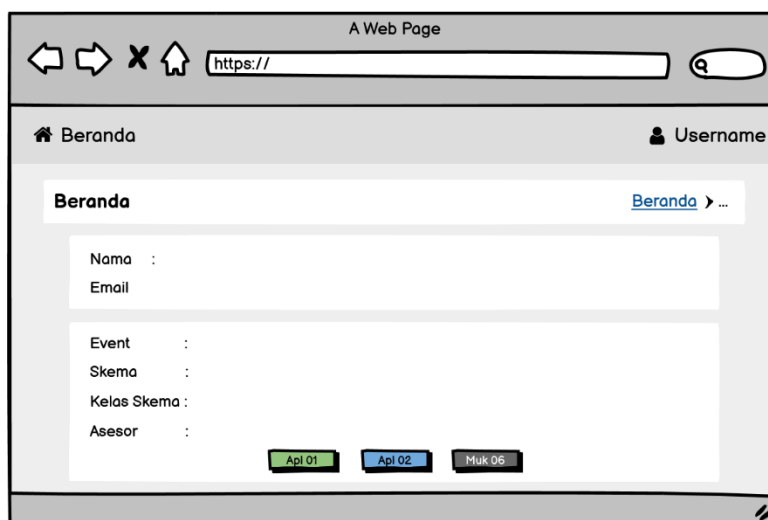 A Web Page
https://
Beranda Username
Beranda Beranda ...
Nama :
Email
Event :
Skema :
Kelas Skema :
Asesor :
Apl 01 Apl 02 Muk 06